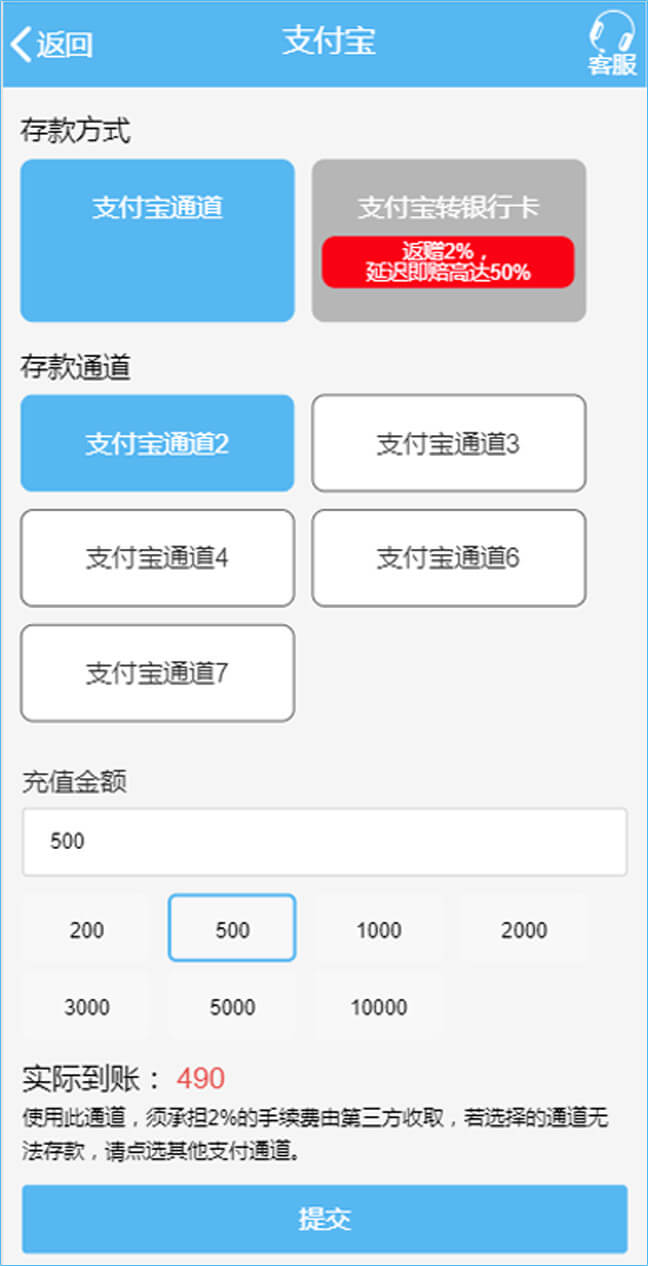 返回
支付宝
客服
存款方式
支付宝通道
支付宝转银行卡
返赠2%，
延迟即赔高达50%
存款通道
支付宝通道2
支付宝通道3
支付宝通道4
支付宝通道6
支付宝通道7
充值金额
500
200
500
1000
2000
3000
5000
10000
实际到账： 490
使用此通道，须承担2%的手续费由第三方收取，若选择的通道无
法存款，请点选其他支付通道。
提交